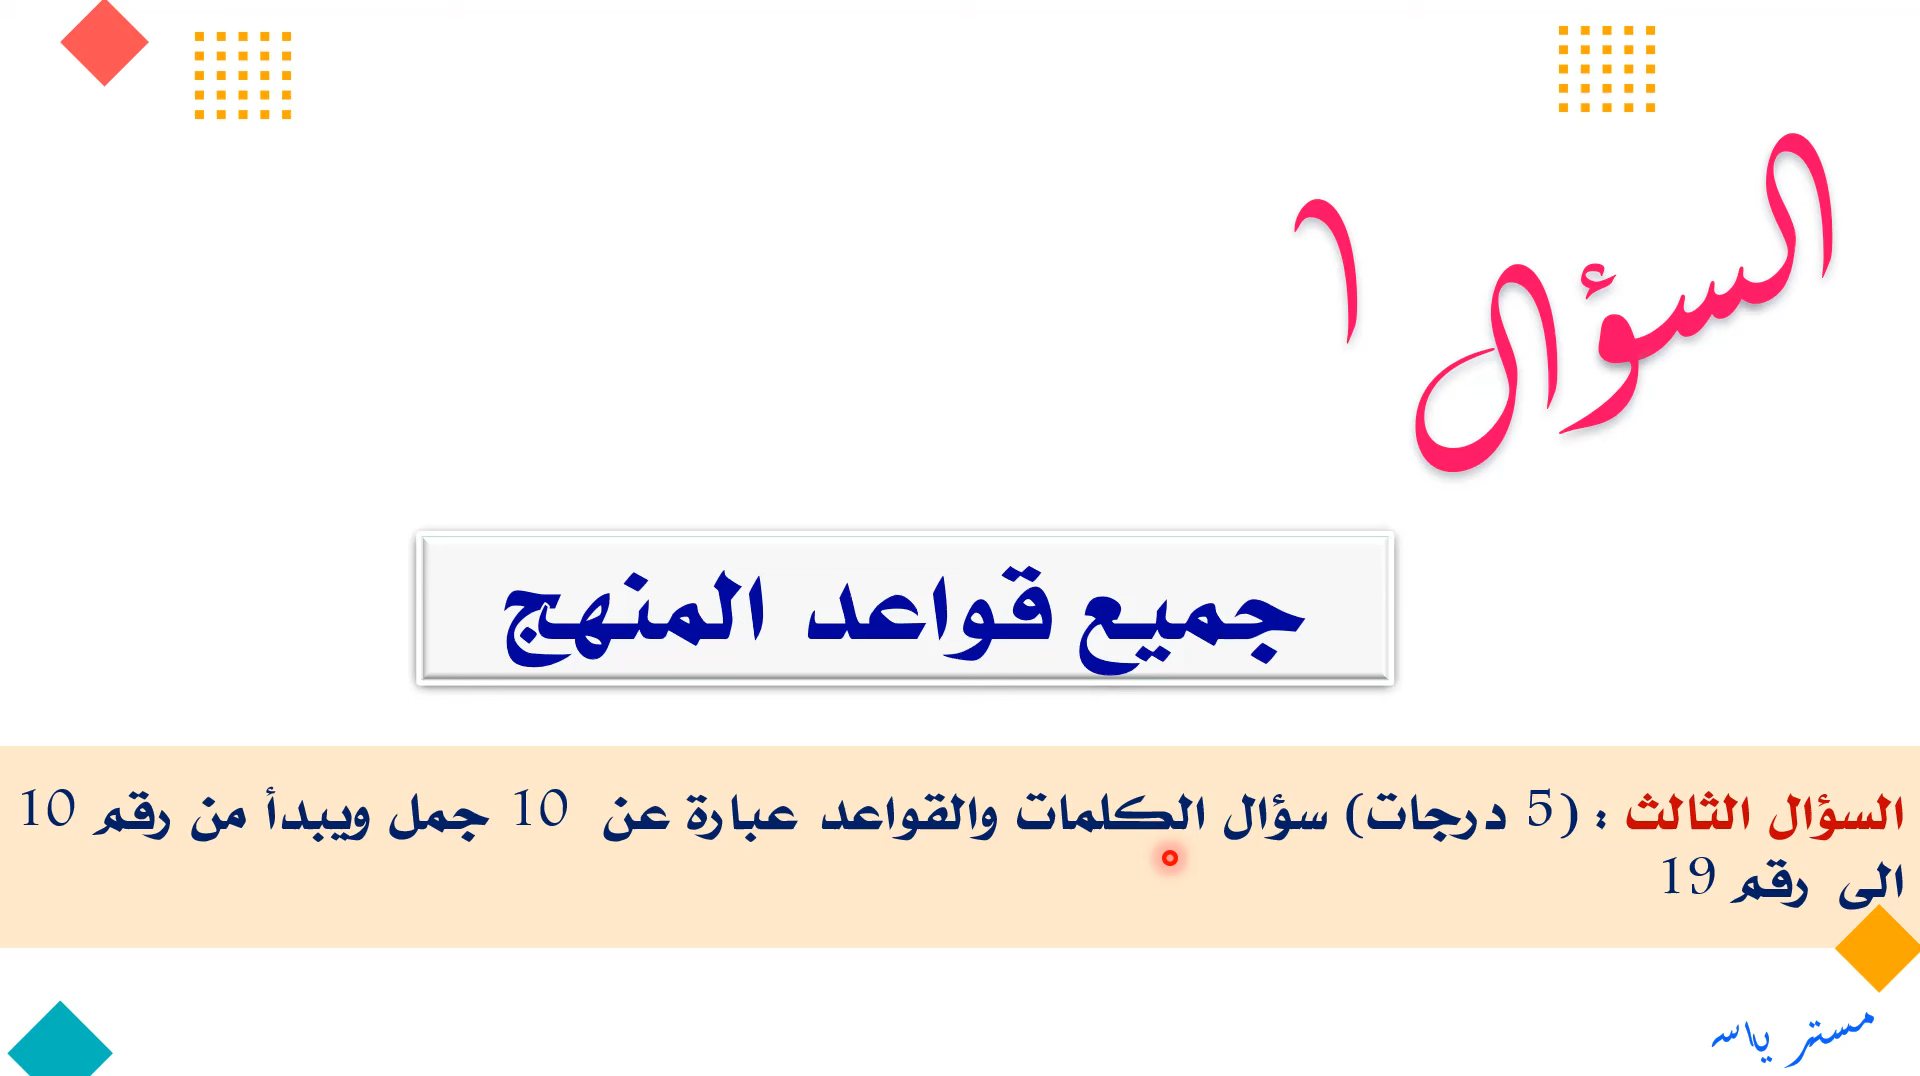 السؤال ١
جميع قواعد المنهج
السؤال الثالث : (5 درجات) سؤال الكلمات والقواعد عبارة عن 10 جمل ويبدأ من رقم 10
الى رقم 19
مستر ياسر